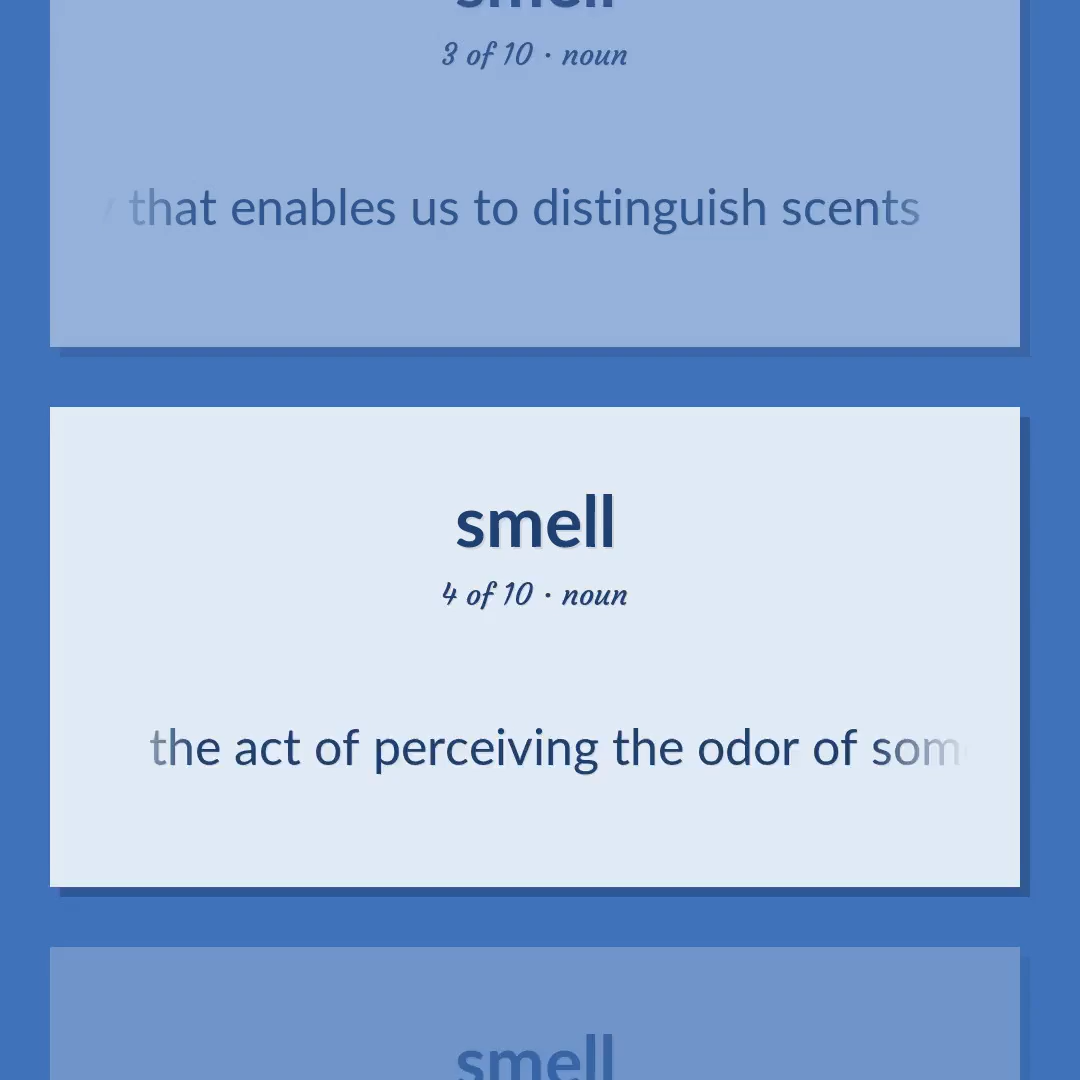 smell
3 of 10 · noun
that enables us to distinguish scents
smell
4 of 10 · noun
the act of perceiving the odor of
smell